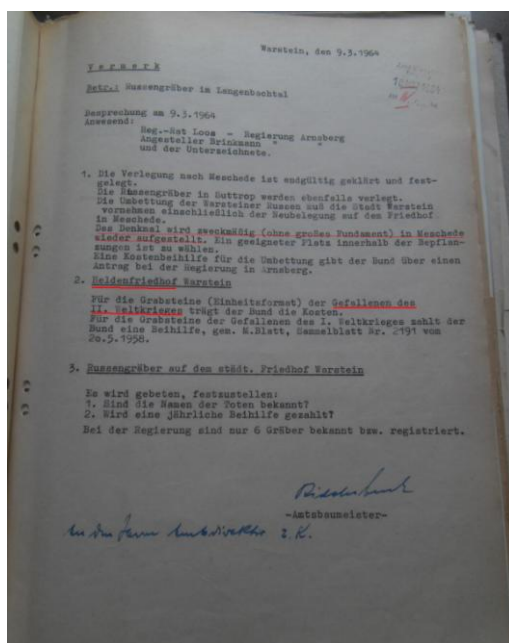 Warstein, den 9.3.1964
Vermerk
Betr.: Russengräber im Langenbachtal
Besprechung am 9.3.1964
Anwesend:
Reg.-Rat Loos - Regierung Arnsberg
Angesteller Brinkmann " "
und der Unterzeichnete.
1. Die Verlegung nach Meschede ist endgültig geklärt und fest-
gelegt.
Die Russengräber in Suttrop werden ebenfalls verlegt.
Die Umbettung der Warsteiner Russen muß die Stadt Warstein
vornehmen einschließlich der Neubelegung auf dem Friedhof
in Meschede.
Das Denkmal wird zweckmäßig (ohne großes Fundament) in Meschede
wieder aufgestellt. Ein geeigneter Platz innerhalb der Bepflan-
zungen ist zu wählen.
Eine Kostenbeihilfe für die Umbettung gibt der Bund über einen
Antrag bei der Regierung in Arnsberg.
2. Heldenfriedhof Warstein
Für die Grabsteine (Einheitsformat) der Gefallenen des
II. Weltkrieges trägt der Bund die Kosten.
Für die Grabsteine der Gefallenen des I. Weltkrieges zahlt der
Bund eine Beihilfe, gem. M.Blatt, Sammelblatt Nr. 2191 vom
2o.5.1958.
3. Russengräber auf dem städt. Friedhof Warstein
Es wird gebeten, festzustellen:
1. Sind die Namen der Toten bekannt?
2. Wird eine jährliche Beihilfe gezahlt?
Bei der Regierung sind nur 6 Gräber bekannt bzw. registriert.
-Amtsbaumeister-
An den Herrn Amtsdirektor z. K.